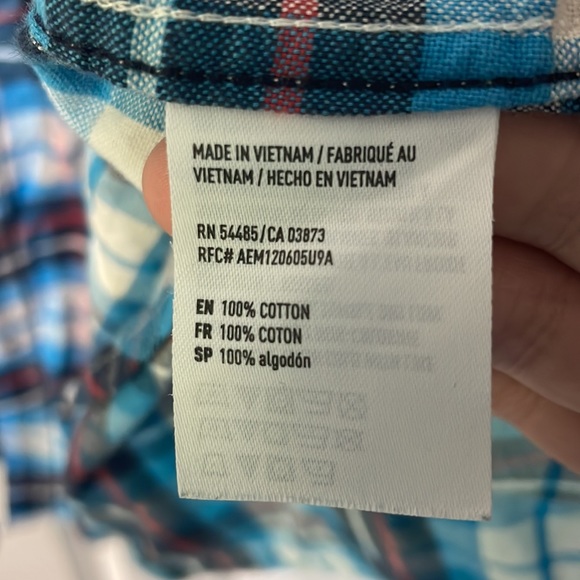 MADE IN VIETNAM / FABRIQUÉ AU
VIETNAM / HECHO EN VIETNAM
RN 54485/CA 03873
RFC# AEM120605U9A
EN 100% COTTON
FR 100% COTON
SP 100% algodón